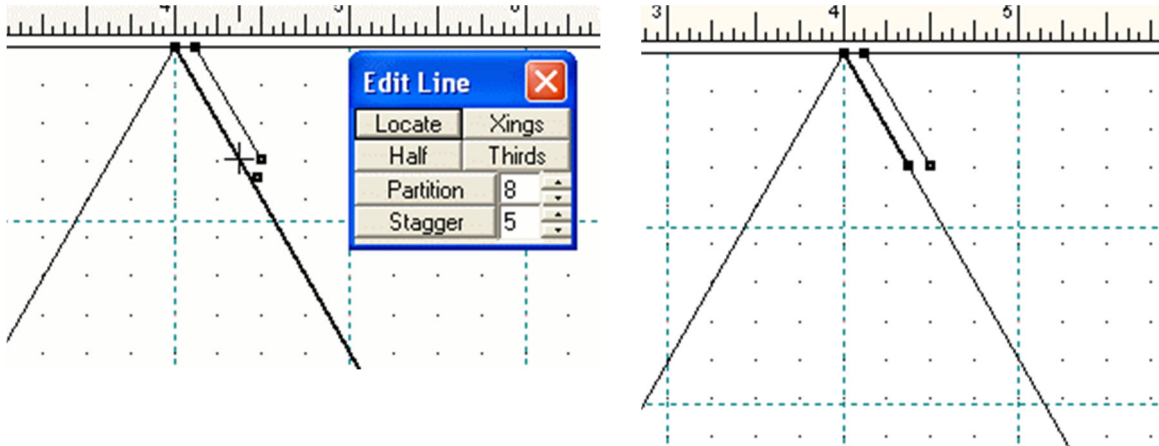 4 5 6
Edit Line
Locate Xings
Half Thirds
Partition 8
Stagger 5
3 4 5